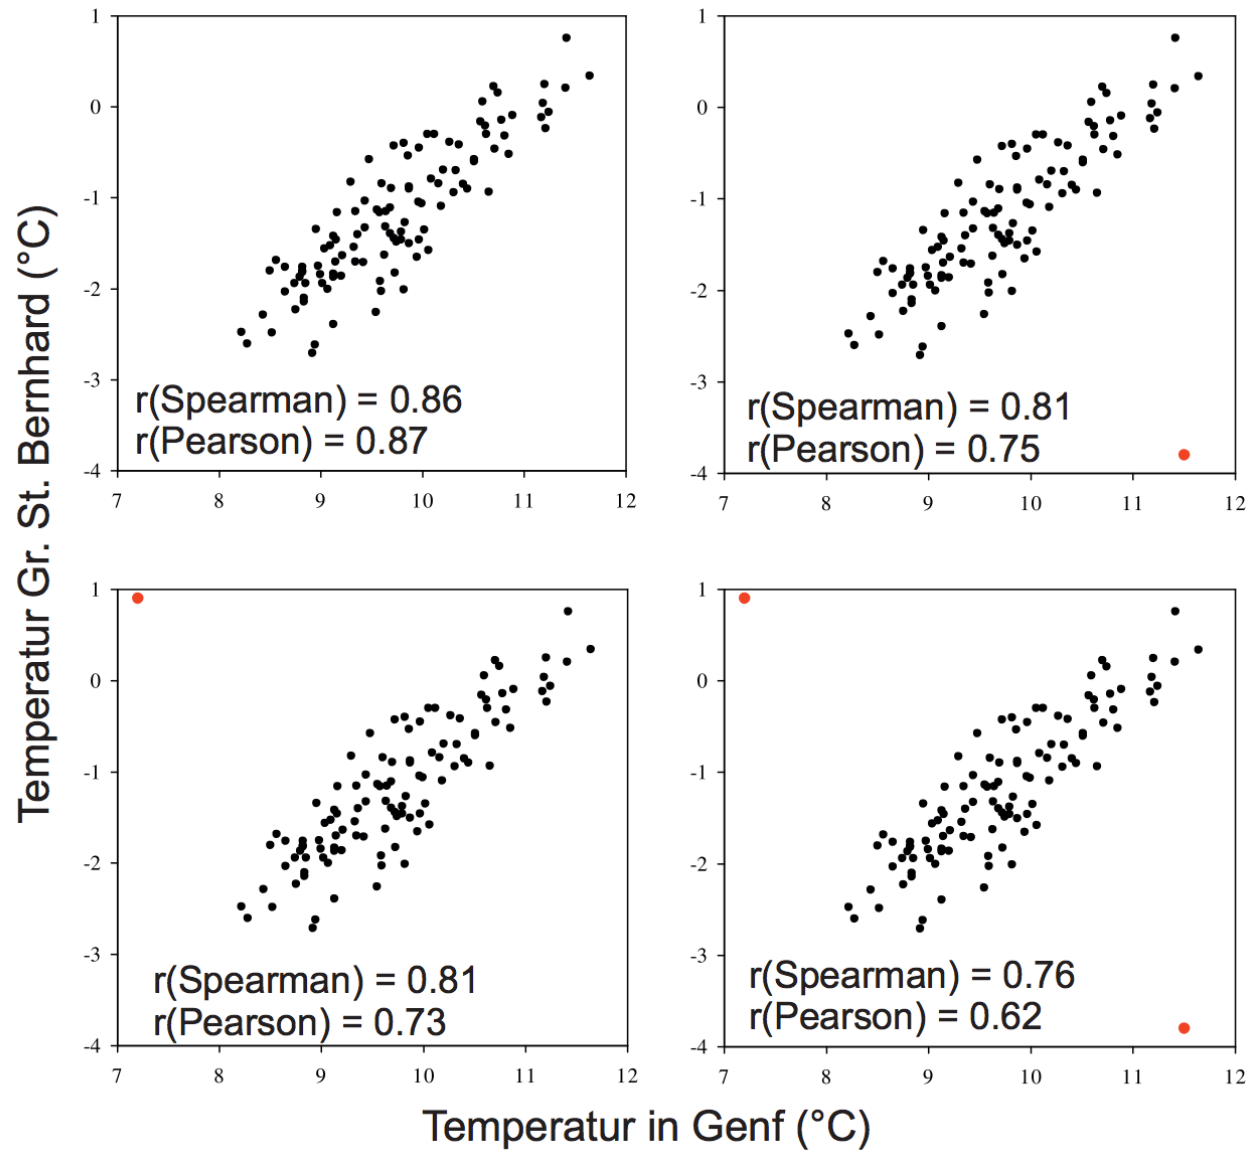 Temperatur Gr. St. Bernhard (°C)
1
0
-1
-2
-3
-4
r(Spearman) = 0.86
r(Pearson) = 0.87
7 8 9 10 11 12
1
0
-1
-2
-3
-4
r(Spearman) = 0.81
r(Pearson) = 0.75
7 8 9 10 11 12
1
0
-1
-2
-3
-4
r(Spearman) = 0.81
r(Pearson) = 0.73
7 8 9 10 11 12
1
0
-1
-2
-3
-4
r(Spearman) = 0.76
r(Pearson) = 0.62
7 8 9 10 11 12
Temperatur in Genf (°C)